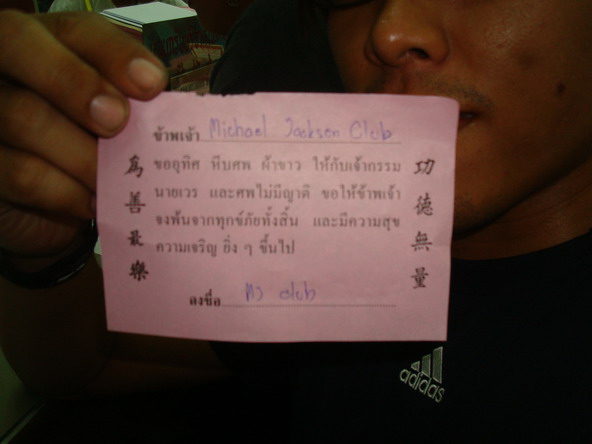 ข้าพเจ้า Michael Jackson Club
ขออุทิศ หีบศพ ผ้าขาว ให้กับเจ้ากรรม
นายเวร และศพไม่มีญาติ ขอให้ข้าพเจ้า
จงพ้นจากทุกข์ภัยทั้งสิ้น และมีความสุข
ความเจริญ ยิ่ง ๆ ขึ้นไป
ลงชื่อ MJ club
為善最樂
功德無量
adidas